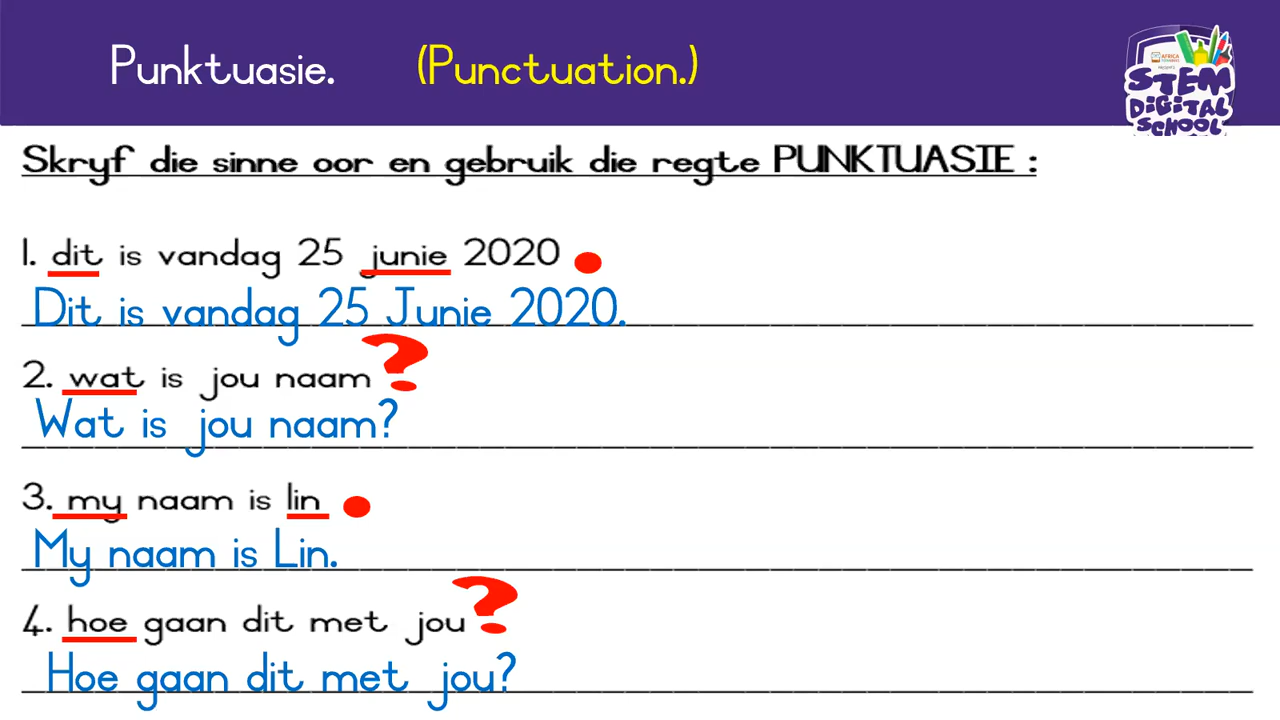 Punktuasie. (Punctuation.)
AFRICA
STEM
DIGITAL
SCHOOL
Skryf die sinne oor en gebruik die regte PUNKTUASIE :
1. dit is vandag 25 junie 2020 .
Dit is vandag 25 Junie 2020.
2. wat is jou naam ?
Wat is jou naam?
3. my naam is lin .
My naam is Lin.
4. hoe gaan dit met jou ?
Hoe gaan dit met jou?